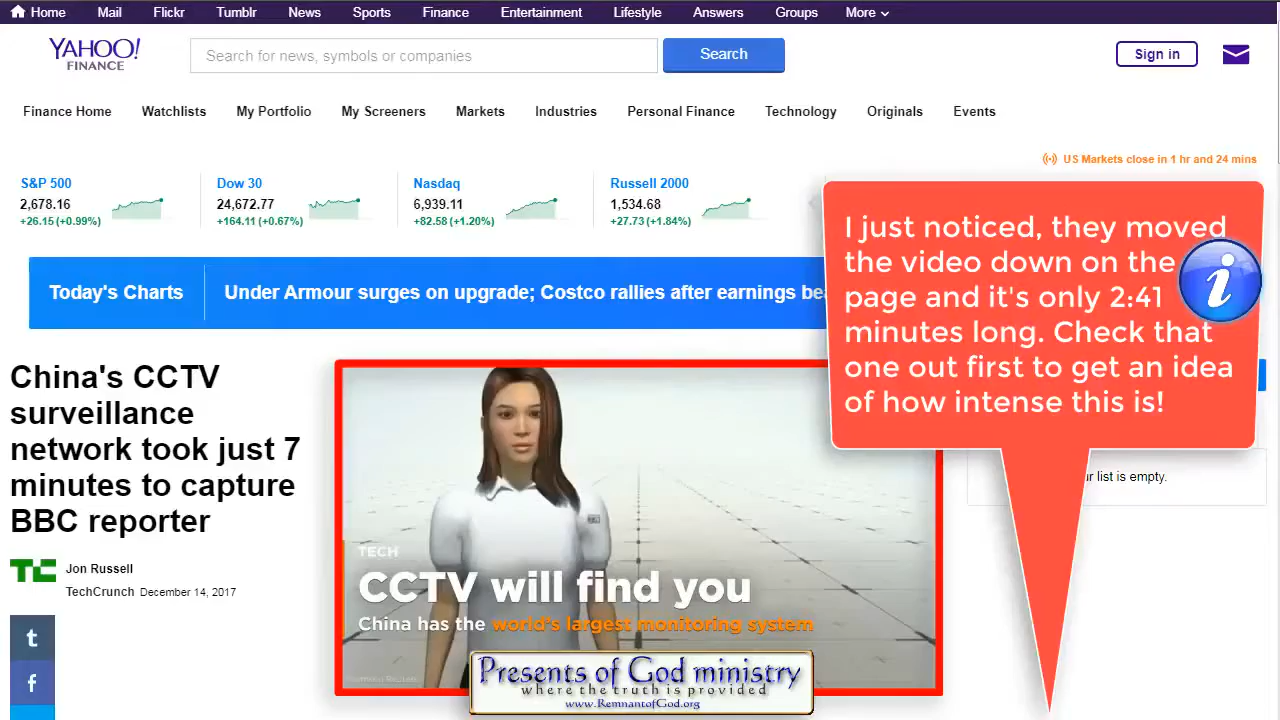 Home Mail Flickr Tumblr News Sports Finance Entertainment Lifestyle Answers Groups More
YAHOO!
FINANCE
Search for news, symbols or companies
Search
Sign in
Finance Home Watchlists My Portfolio My Screeners Markets Industries Personal Finance Technology Originals Events
US Markets close in 1 hr and 24 mins
S&P 500
2,678.16
+26.15 (+0.99%)
Dow 30
24,672.77
+164.11 (+0.67%)
Nasdaq
6,939.11
+82.58 (+1.20%)
Russell 2000
1,534.68
+27.73 (+1.84%)
I just noticed, they moved
the video down on the
page and it's only 2:41
minutes long. Check that
one out first to get an idea
of how intense this is!
i
Today's Charts
Under Armour surges on upgrade; Costco rallies after earnings
China's CCTV
surveillance
network took just 7
minutes to capture
BBC reporter
Jon Russell
TechCrunch December 14, 2017
t
f
TECH
CCTV will find you
China has the world's largest monitoring system
list is empty.
Presents of God ministry
where the truth is provided
www.RemnantofGod.org